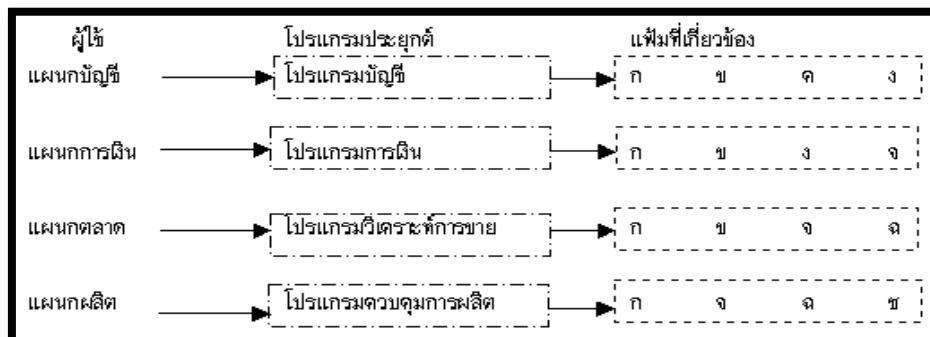 ผู้ใช้ โปรแกรมประยุกต์ แฟ้มที่เกี่ยวข้อง
แผนกบัญชี โปรแกรมบัญชี ก ข ค ง
แผนกการเงิน โปรแกรมการเงิน ก ข ง จ
แผนกตลาด โปรแกรมวิเคราะห์การขาย ก ข จ ฉ
แผนกผลิต โปรแกรมควบคุมการผลิต ก จ ฉ ช